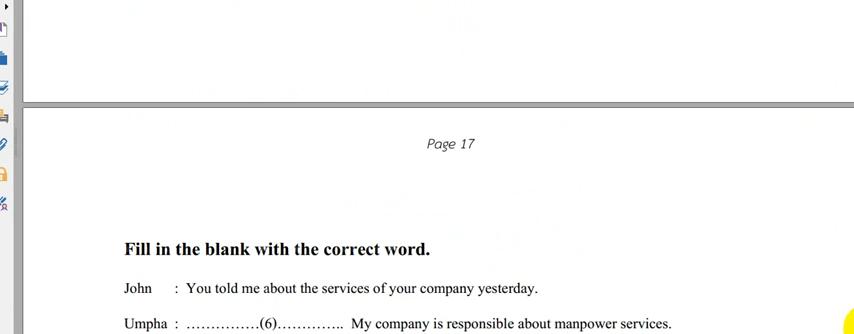 Page 17
Fill in the blank with the correct word.
John : You told me about the services of your company yesterday.
Umpha : ……………(6)………….. My company is responsible about manpower services.